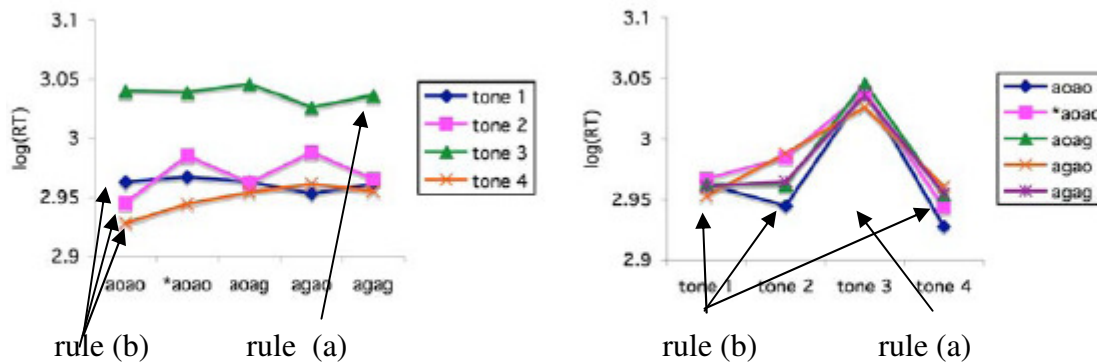 3.1
3.05
3
2.95
2.9
log(RT)
aoao *aoao aoag agao agag
tone 1
tone 2
tone 3
tone 4
rule (b) rule (a)
3.1
3.05
3
2.95
2.9
log(RT)
tone 1 tone 2 tone 3 tone 4
aoao
*aoao
aoag
agao
agag
rule (b) rule (a)